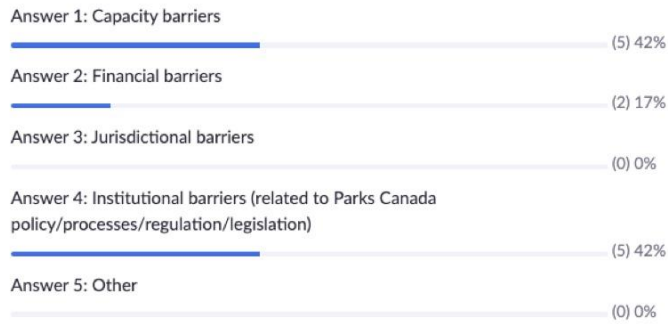 Answer 1: Capacity barriers
(5) 42%
Answer 2: Financial barriers
(2) 17%
Answer 3: Jurisdictional barriers
(0) 0%
Answer 4: Institutional barriers (related to Parks Canada
policy/processes/regulation/legislation)
(5) 42%
Answer 5: Other
(0) 0%